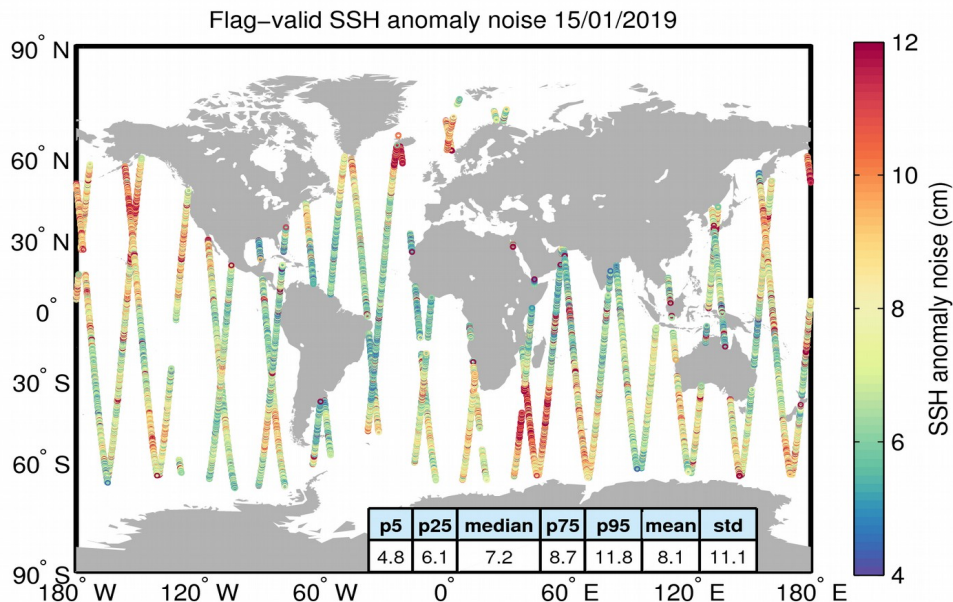 Flag−valid SSH anomaly noise 15/01/2019
90° N
60° N
30° N
0°
30° S
60° S
90° S
180° W
120° W
60° W
0°
60° E
120° E
180° E
p5 p25 median p75 p95 mean std
4.8 6.1 7.2 8.7 11.8 8.1 11.1
12
10
8
6
4
SSH anomaly noise (cm)